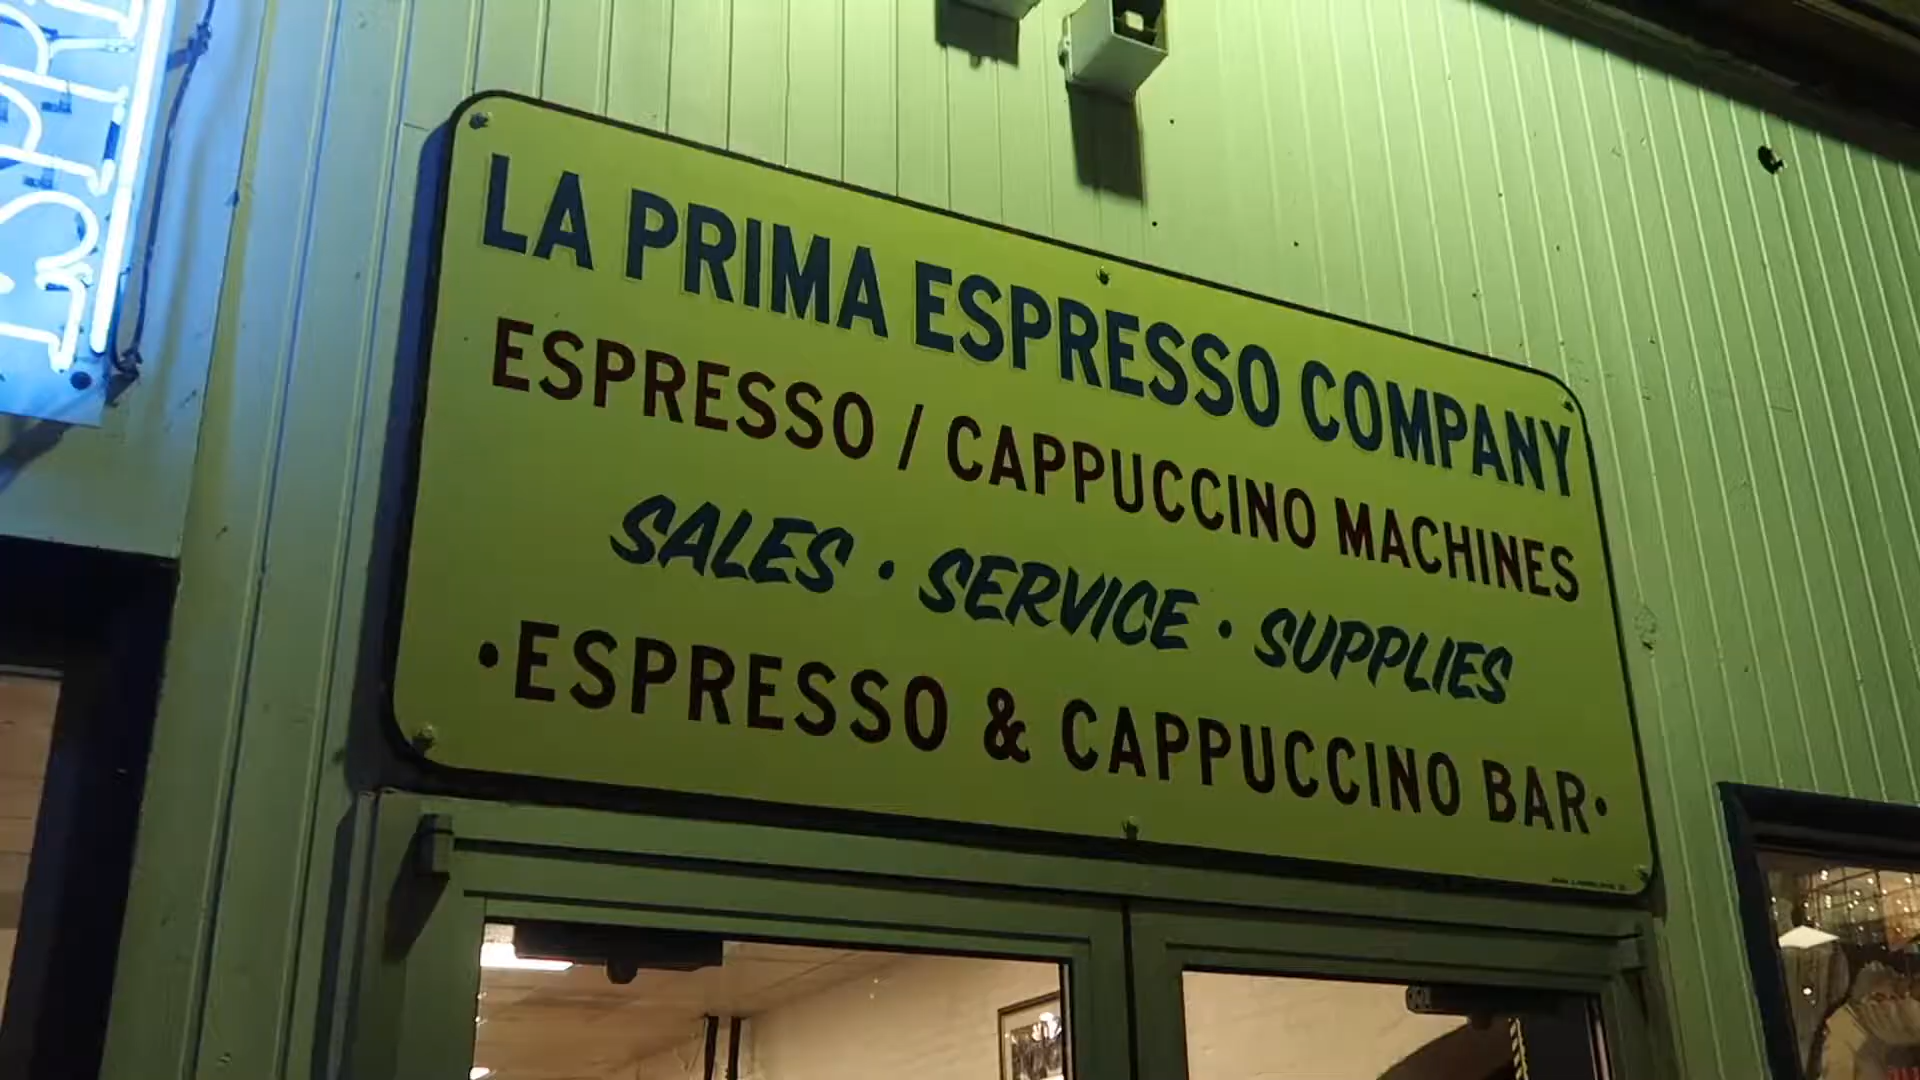 LA PRIMA ESPRESSO COMPANY
ESPRESSO / CAPPUCCINO MACHINES
SALES · SERVICE · SUPPLIES
·ESPRESSO & CAPPUCCINO BAR·